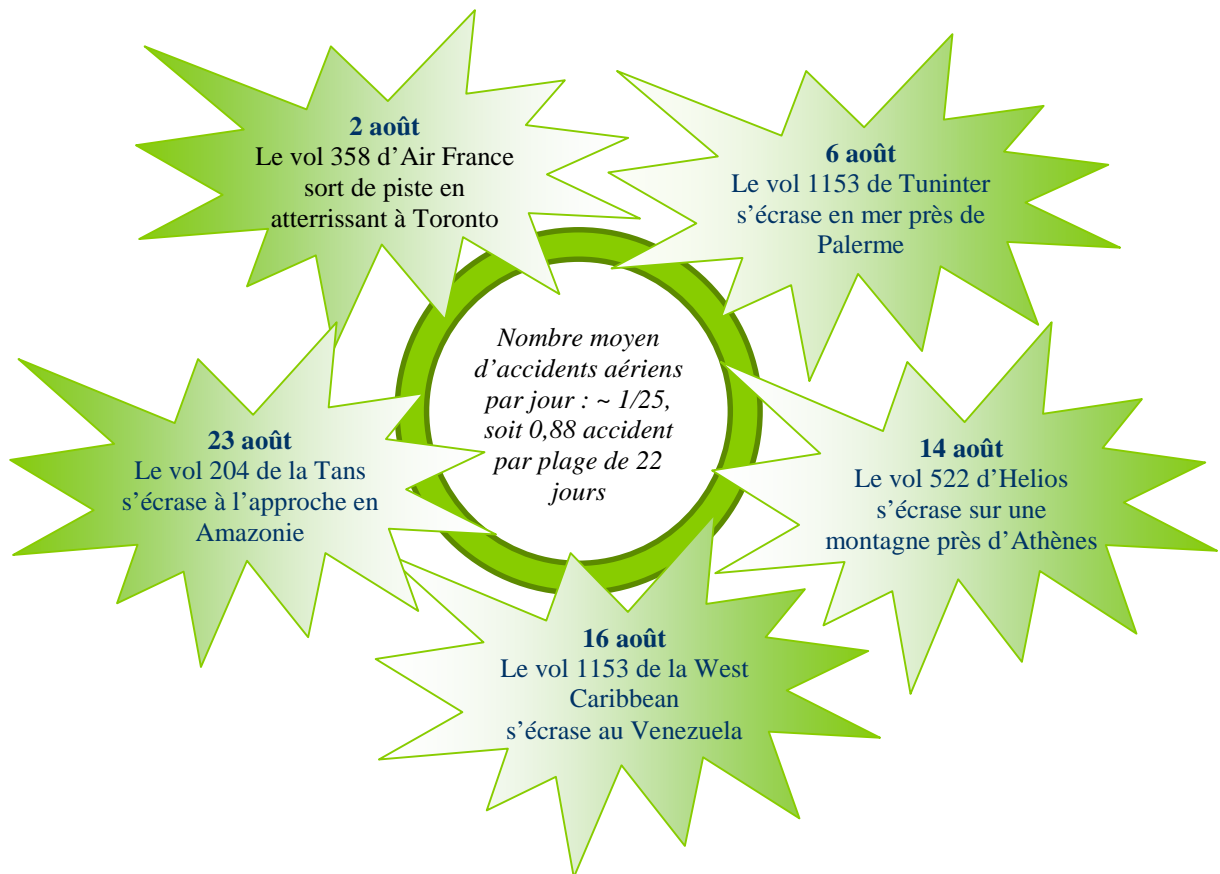 2 août
Le vol 358 d’Air France
sort de piste en
atterrissant à Toronto
6 août
Le vol 1153 de Tuninter
s’écrase en mer près de
Palerme
Nombre moyen
d’accidents aériens
par jour : ~ 1/25,
soit 0,88 accident
par plage de 22
jours
23 août
Le vol 204 de la Tans
s’écrase à l’approche en
Amazonie
14 août
Le vol 522 d’Helios
s’écrase sur une
montagne près d’Athènes
16 août
Le vol 1153 de la West
Caribbean
s’écrase au Venezuela